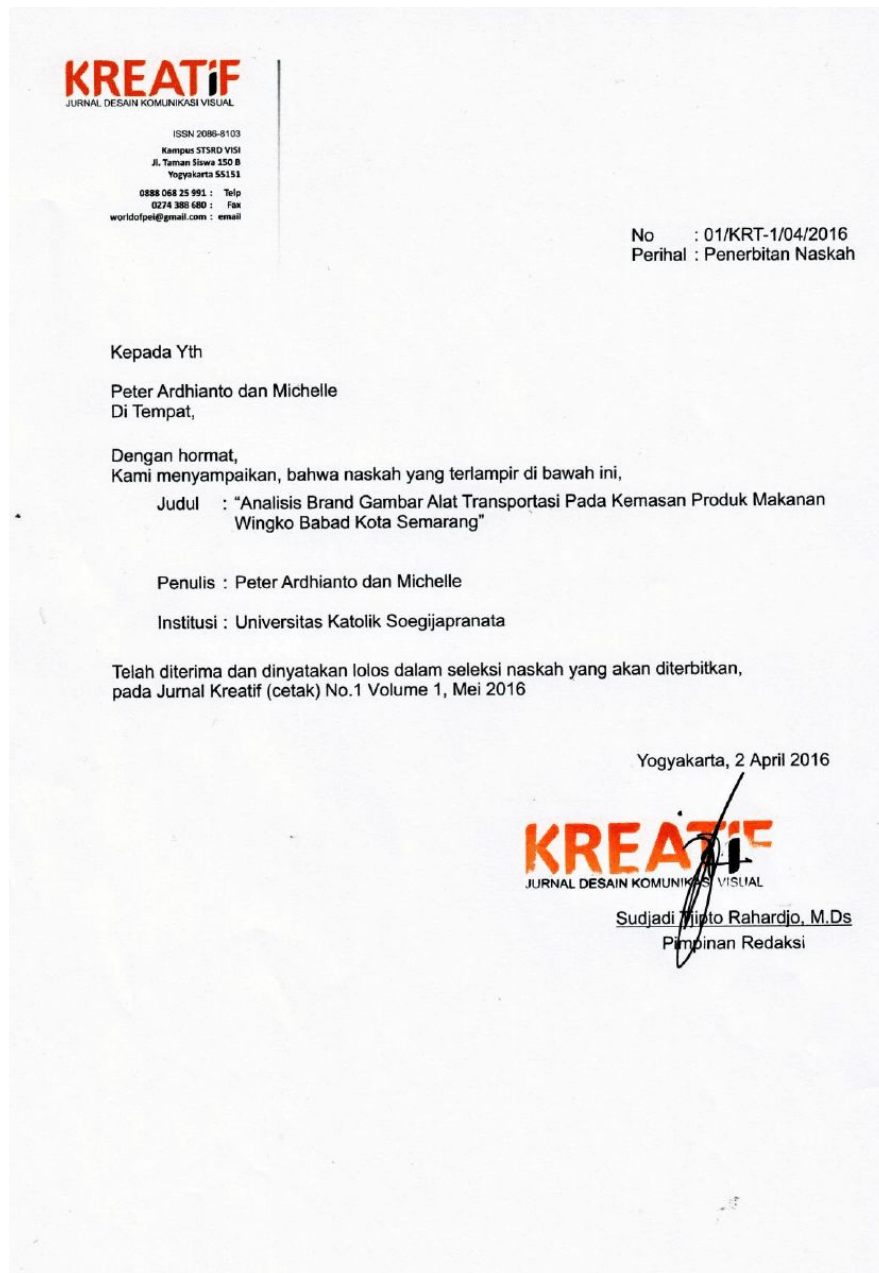 KREATiF
JURNAL DESAIN KOMUNIKASI VISUAL
ISSN 2086-8103
Kampus STSRD VISI
Jl. Taman Siswa 150 B
Yogyakarta 55151
0888 068 25 991 : Telp
0274 388 680 : Fax
worldofpei@gmail.com : email
No : 01/KRT-1/04/2016
Perihal : Penerbitan Naskah
Kepada Yth
Peter Ardhianto dan Michelle
Di Tempat,
Dengan hormat,
Kami menyampaikan, bahwa naskah yang terlampir di bawah ini,
Judul : “Analisis Brand Gambar Alat Transportasi Pada Kemasan Produk Makanan
Wingko Babad Kota Semarang”
Penulis : Peter Ardhianto dan Michelle
Institusi : Universitas Katolik Soegijapranata
Telah diterima dan dinyatakan lolos dalam seleksi naskah yang akan diterbitkan,
pada Jurnal Kreatif (cetak) No.1 Volume 1, Mei 2016
Yogyakarta, 2 April 2016
KREATiF
JURNAL DESAIN KOMUNIKASI VISUAL
Sudjadi Tjipto Rahardjo, M.Ds
Pimpinan Redaksi